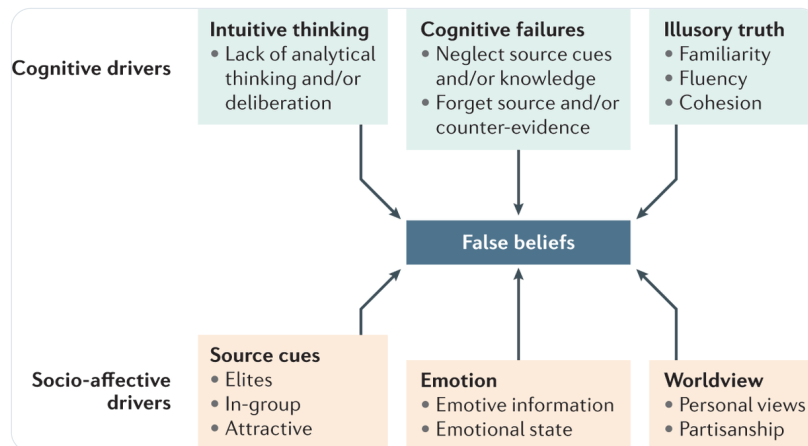 Cognitive drivers
Intuitive thinking
• Lack of analytical
thinking and/or
deliberation
Cognitive failures
• Neglect source cues
and/or knowledge
• Forget source and/or
counter-evidence
Illusory truth
• Familiarity
• Fluency
• Cohesion
False beliefs
Socio-affective
drivers
Source cues
• Elites
• In-group
• Attractive
Emotion
• Emotive information
• Emotional state
Worldview
• Personal views
• Partisanship